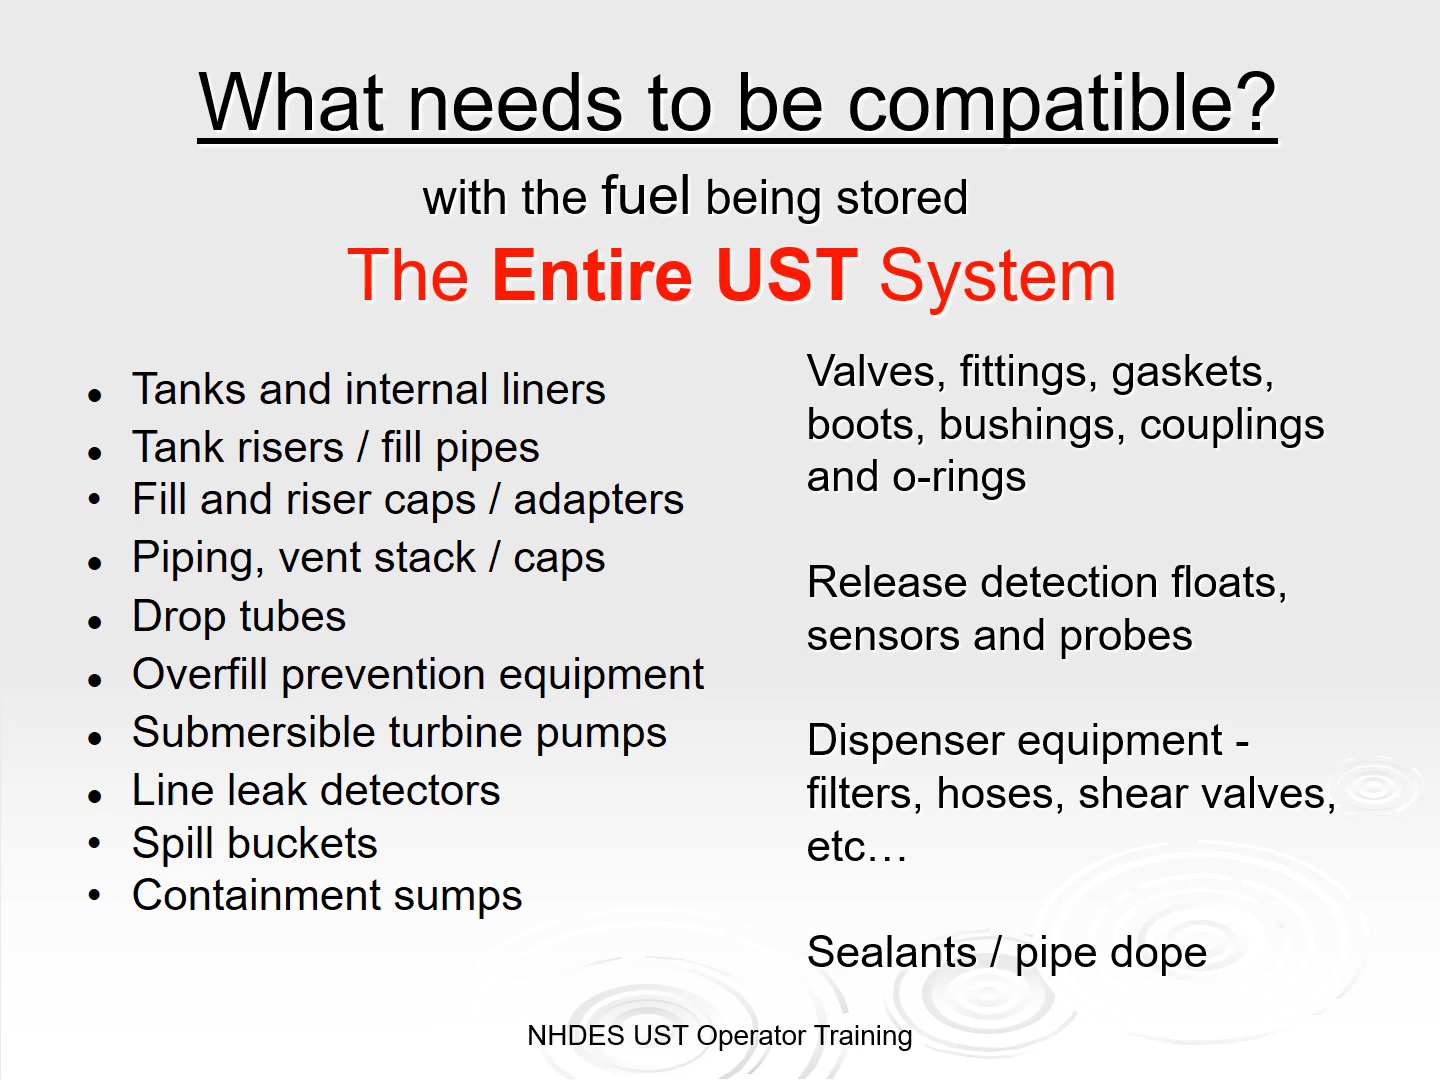 What needs to be compatible?
with the fuel being stored
The Entire UST System
● Tanks and internal liners
● Tank risers / fill pipes
• Fill and riser caps / adapters
● Piping, vent stack / caps
● Drop tubes
● Overfill prevention equipment
● Submersible turbine pumps
● Line leak detectors
• Spill buckets
• Containment sumps
Valves, fittings, gaskets,
boots, bushings, couplings
and o-rings
Release detection floats,
sensors and probes
Dispenser equipment -
filters, hoses, shear valves,
etc…
Sealants / pipe dope
NHDES UST Operator Training